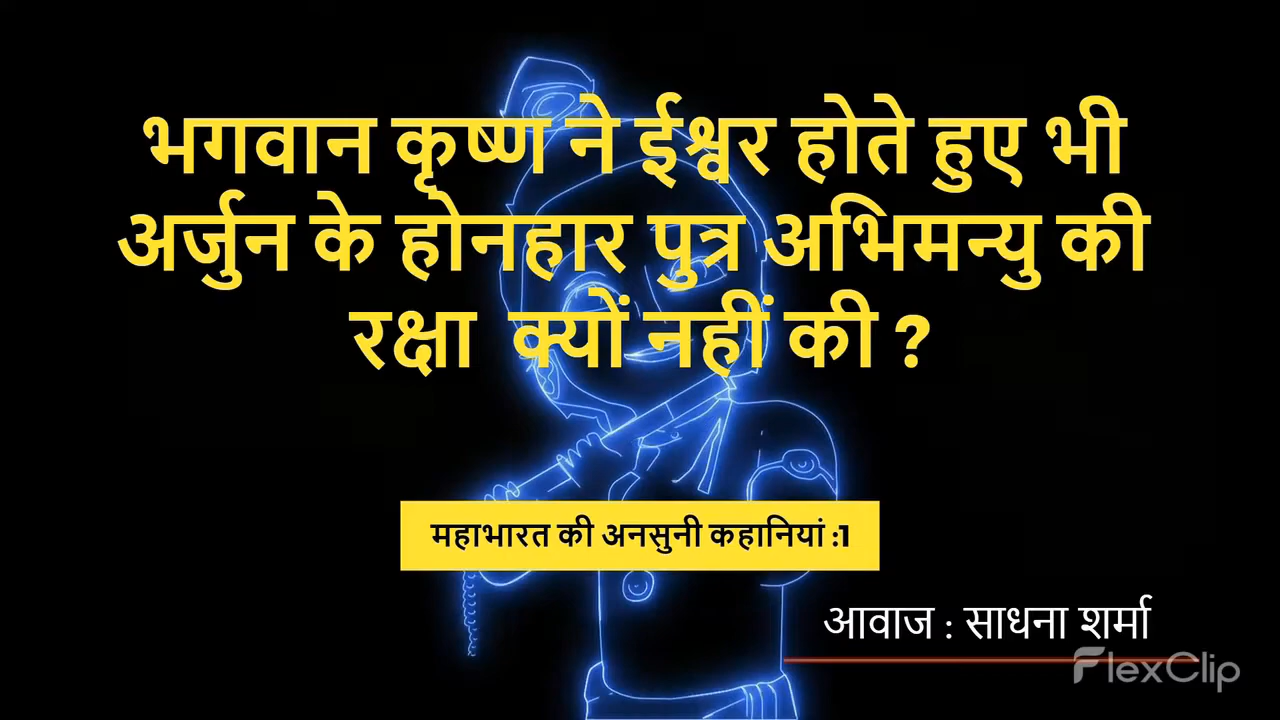 भगवान कृष्ण ने ईश्वर होते हुए भी
अर्जुन के होनहार पुत्र अभिमन्यु की
रक्षा क्यों नहीं की ?
महाभारत की अनसुनी कहानियां :1
आवाज : साधना शर्मा
FlexClip